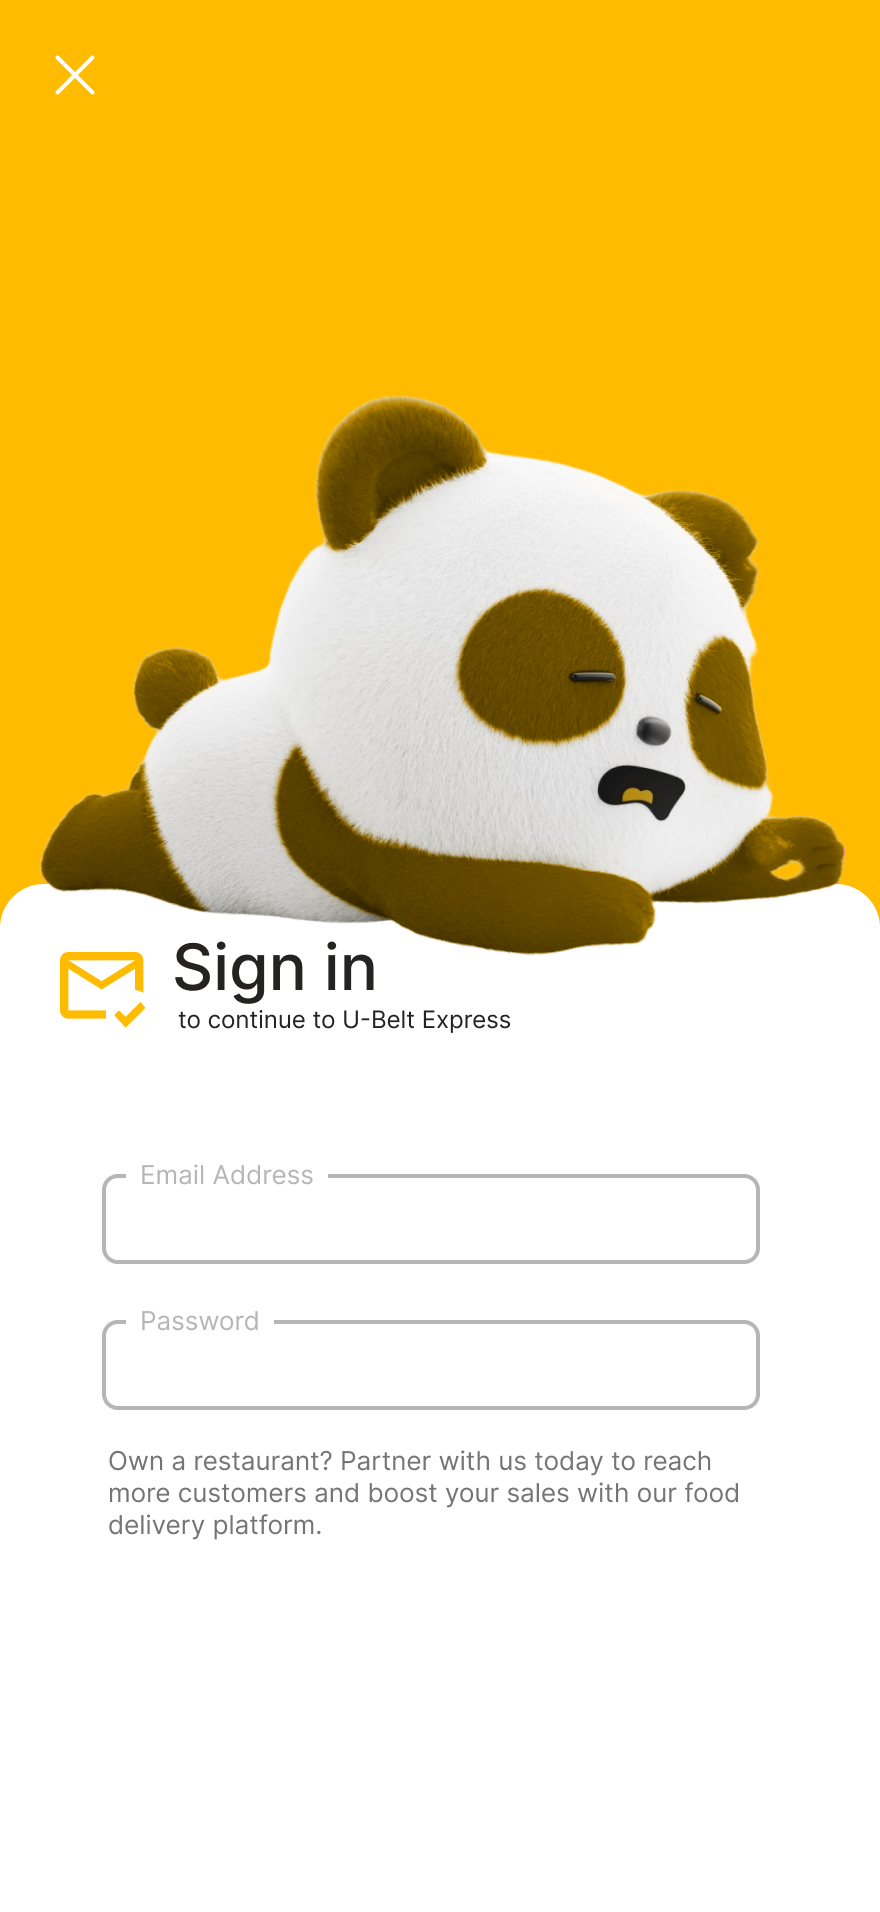 Sign in
to continue to U-Belt Express
Email Address
Password
Own a restaurant? Partner with us today to reach
more customers and boost your sales with our food
delivery platform.